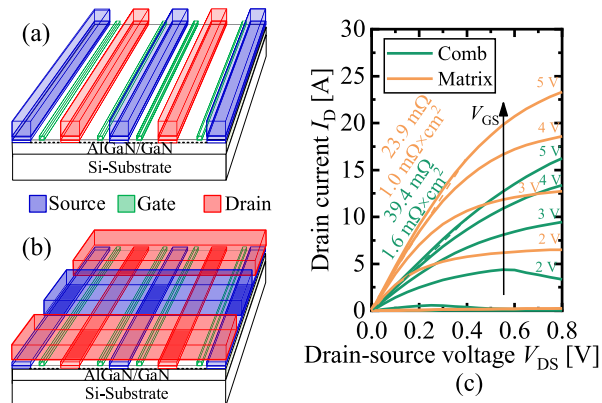 (a)
AlGaN/GaN
Si-Substrate
Source Gate Drain
(b)
AlGaN/GaN
Si-Substrate
Drain current I_D [A]
30
25
20
15
10
5
0
Comb
Matrix
V_GS
23.9 mΩ
1.0 mΩ×cm²
39.4 mΩ
1.6 mΩ×cm²
5 V
4 V
5 V
4 V
3 V
3 V
2 V
2 V
0.0 0.2 0.4 0.6 0.8
Drain-source voltage V_DS [V]
(c)